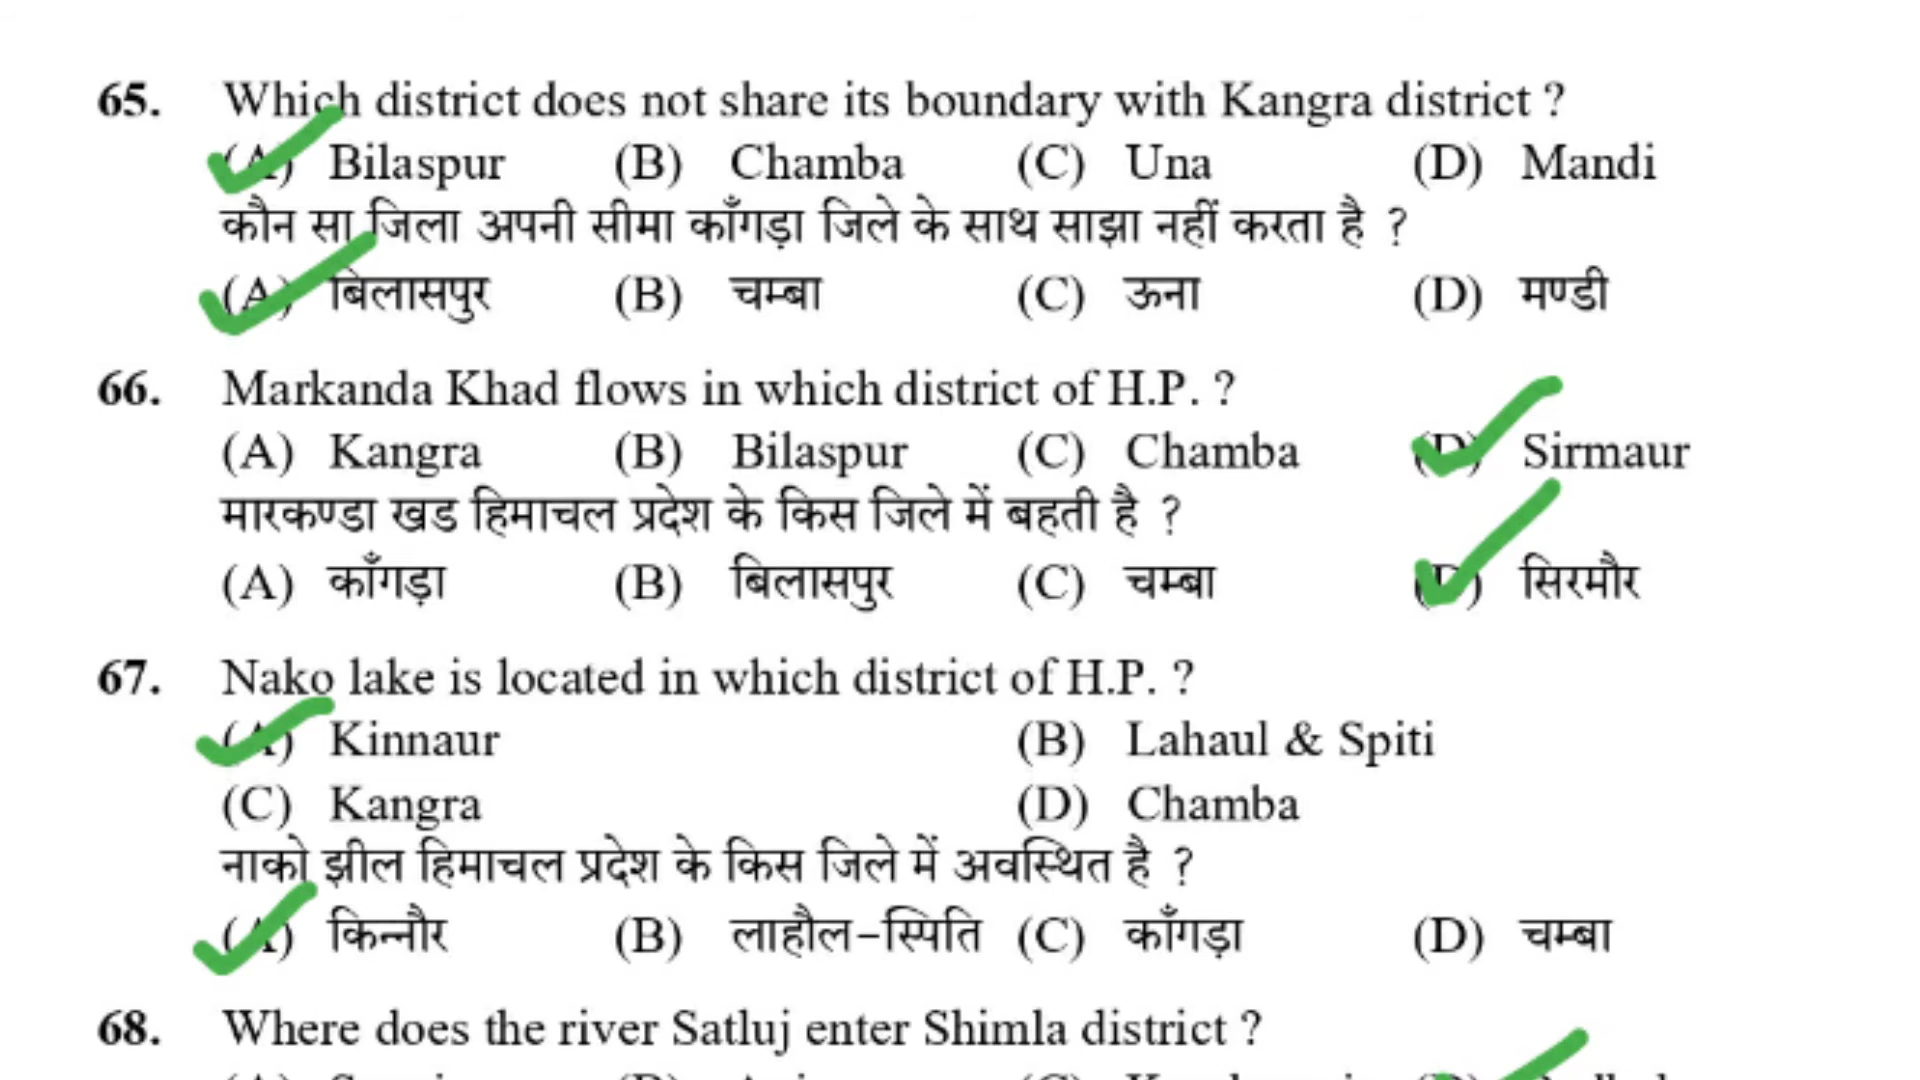 65. Which district does not share its boundary with Kangra district ?
(A) Bilaspur (B) Chamba (C) Una (D) Mandi
कौन सा जिला अपनी सीमा काँगड़ा जिले के साथ साझा नहीं करता है ?
(A) बिलासपुर (B) चम्बा (C) ऊना (D) मण्डी
66. Markanda Khad flows in which district of H.P. ?
(A) Kangra (B) Bilaspur (C) Chamba (D) Sirmaur
मारकण्डा खड हिमाचल प्रदेश के किस जिले में बहती है ?
(A) काँगड़ा (B) बिलासपुर (C) चम्बा (D) सिरमौर
67. Nako lake is located in which district of H.P. ?
(A) Kinnaur (B) Lahaul & Spiti
(C) Kangra (D) Chamba
नाको झील हिमाचल प्रदेश के किस जिले में अवस्थित है ?
(A) किन्नौर (B) लाहौल-स्पिति (C) काँगड़ा (D) चम्बा
68. Where does the river Satluj enter Shimla district ?